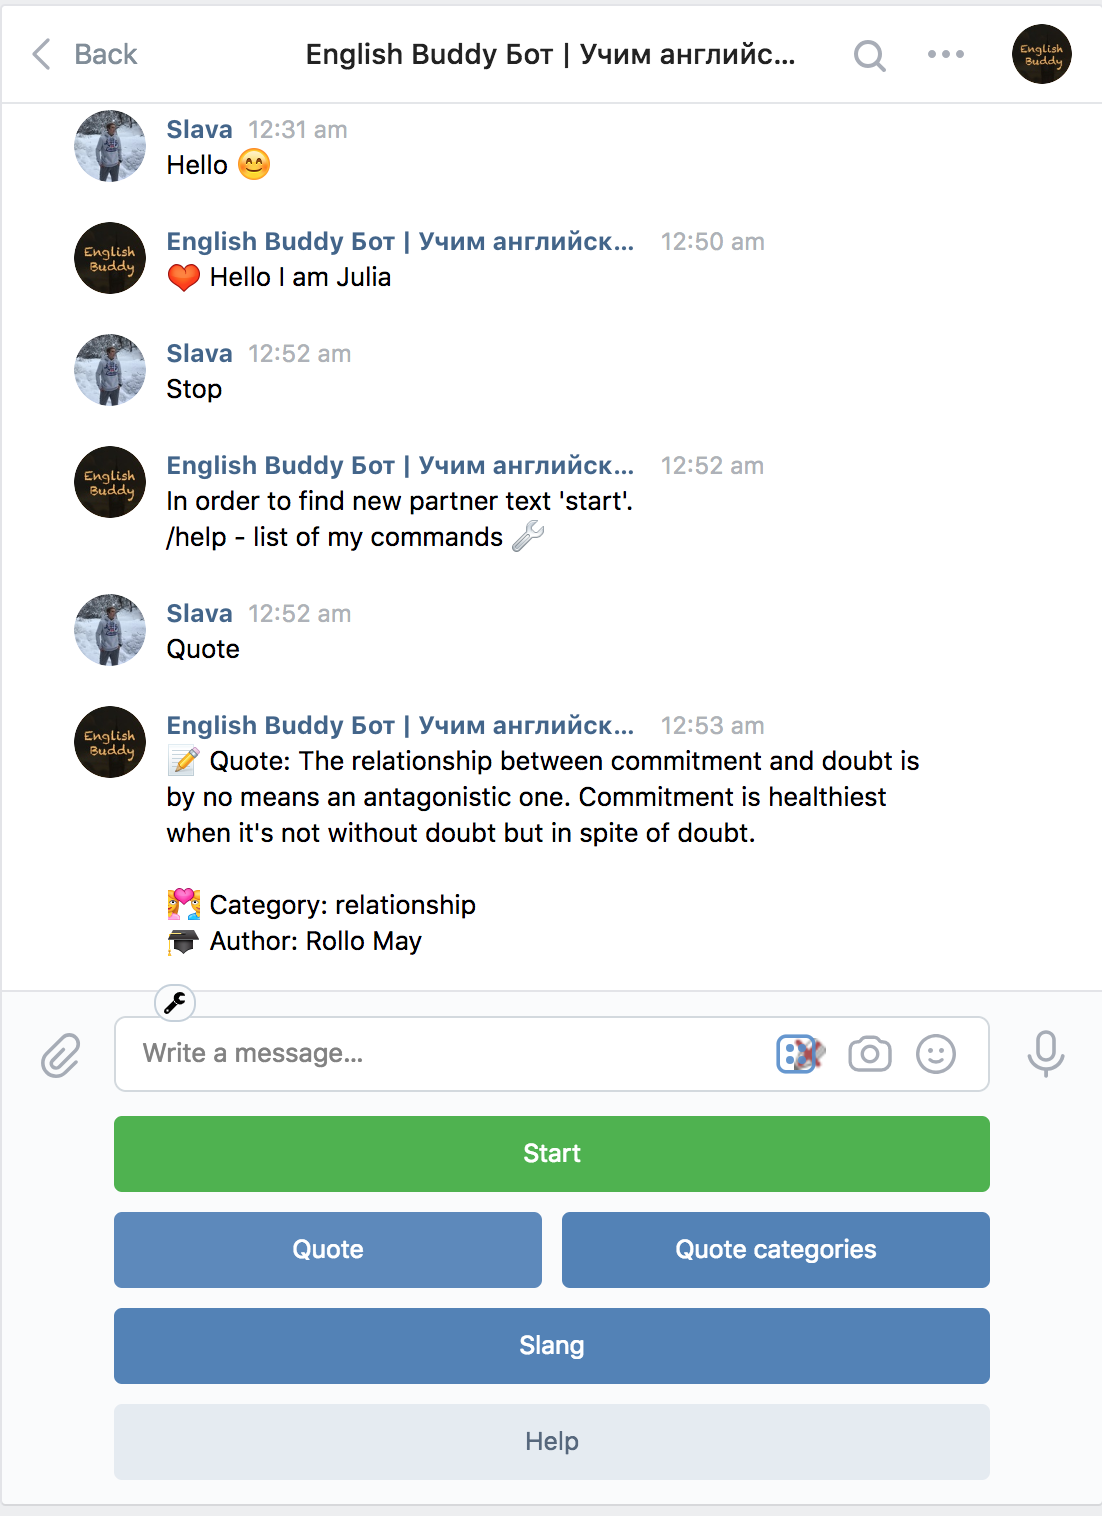 Back
English Buddy Бот | Учим английс...
English
Buddy
Slava 12:31 am
Hello 😊
English
Buddy
English Buddy Бот | Учим английск... 12:50 am
❤️ Hello I am Julia
Slava 12:52 am
Stop
English
Buddy
English Buddy Бот | Учим английск... 12:52 am
In order to find new partner text 'start'.
/help - list of my commands 🔧
Slava 12:52 am
Quote
English
Buddy
English Buddy Бот | Учим английск... 12:53 am
📝 Quote: The relationship between commitment and doubt is
by no means an antagonistic one. Commitment is healthiest
when it's not without doubt but in spite of doubt.
💏 Category: relationship
🎓 Author: Rollo May
Write a message...
Start
Quote
Quote categories
Slang
Help